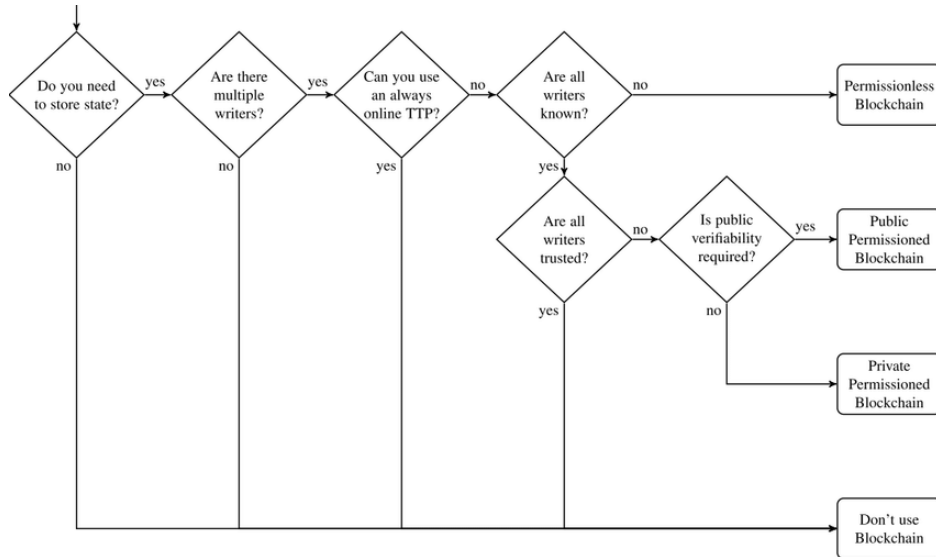 Do you need
to store state?
yes
no
Are there
multiple
writers?
yes
no
Can you use
an always
online TTP?
no
yes
Are all
writers
known?
no
yes
Permissionless
Blockchain
Are all
writers
trusted?
no
yes
Is public
verifiability
required?
yes
no
Public
Permissioned
Blockchain
Private
Permissioned
Blockchain
Don't use
Blockchain